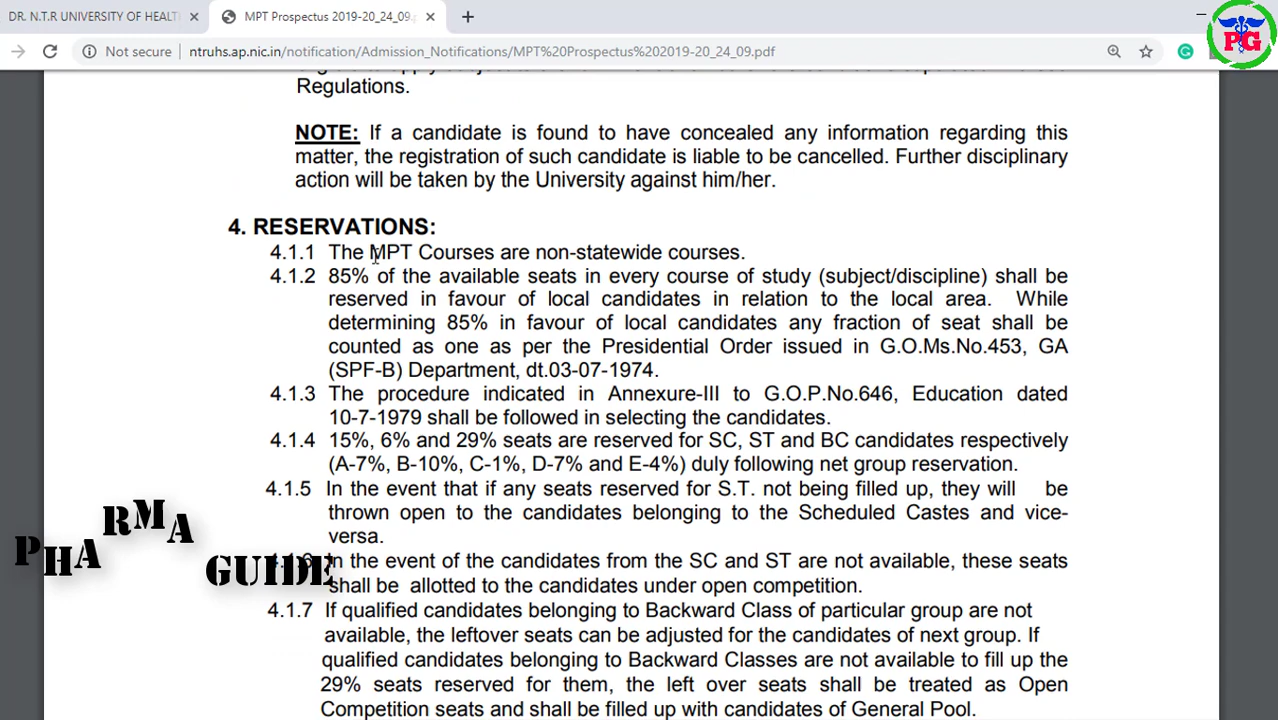 DR. N.T.R UNIVERSITY OF HEALT
MPT Prospectus 2019-20_24_09.
PG
Not secure
ntruhs.ap.nic.in/notification/Admission_Notifications/MPT%20Prospectus%202019-20_24_09.pdf
Regulations.
NOTE: If a candidate is found to have concealed any information regarding this
matter, the registration of such candidate is liable to be cancelled. Further disciplinary
action will be taken by the University against him/her.
4. RESERVATIONS:
4.1.1 The MPT Courses are non-statewide courses.
4.1.2 85% of the available seats in every course of study (subject/discipline) shall be
reserved in favour of local candidates in relation to the local area. While
determining 85% in favour of local candidates any fraction of seat shall be
counted as one as per the Presidential Order issued in G.O.Ms.No.453, GA
(SPF-B) Department, dt.03-07-1974.
4.1.3 The procedure indicated in Annexure-III to G.O.P.No.646, Education dated
10-7-1979 shall be followed in selecting the candidates.
4.1.4 15%, 6% and 29% seats are reserved for SC, ST and BC candidates respectively
(A-7%, B-10%, C-1%, D-7% and E-4%) duly following net group reservation.
4.1.5 In the event that if any seats reserved for S.T. not being filled up, they will be
thrown open to the candidates belonging to the Scheduled Castes and vice-
versa.
4.1.6 In the event of the candidates from the SC and ST are not available, these seats
shall be allotted to the candidates under open competition.
4.1.7 If qualified candidates belonging to Backward Class of particular group are not
available, the leftover seats can be adjusted for the candidates of next group. If
qualified candidates belonging to Backward Classes are not available to fill up the
29% seats reserved for them, the left over seats shall be treated as Open
Competition seats and shall be filled up with candidates of General Pool.
PHARMA
GUIDE